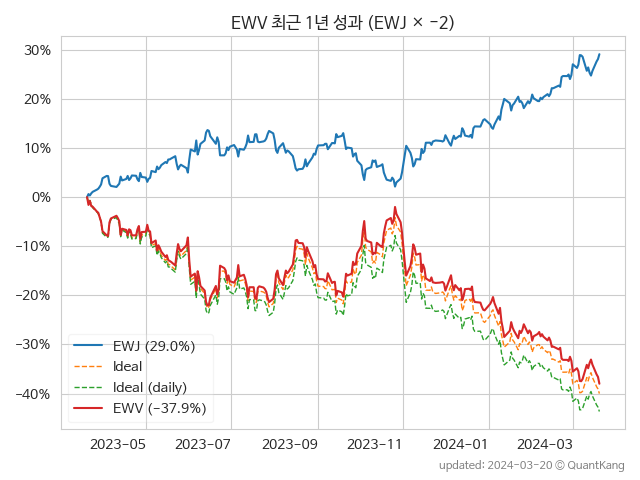 EWV 최근 1년 성과 (EWJ × −2)
30%
20%
10%
0%
−10%
−20%
−30%
−40%
EWJ (29.0%)
Ideal
Ideal (daily)
EWV (−37.9%)
2023-05 2023-07 2023-09 2023-11 2024-01 2024-03
updated: 2024-03-20 © QuantKang